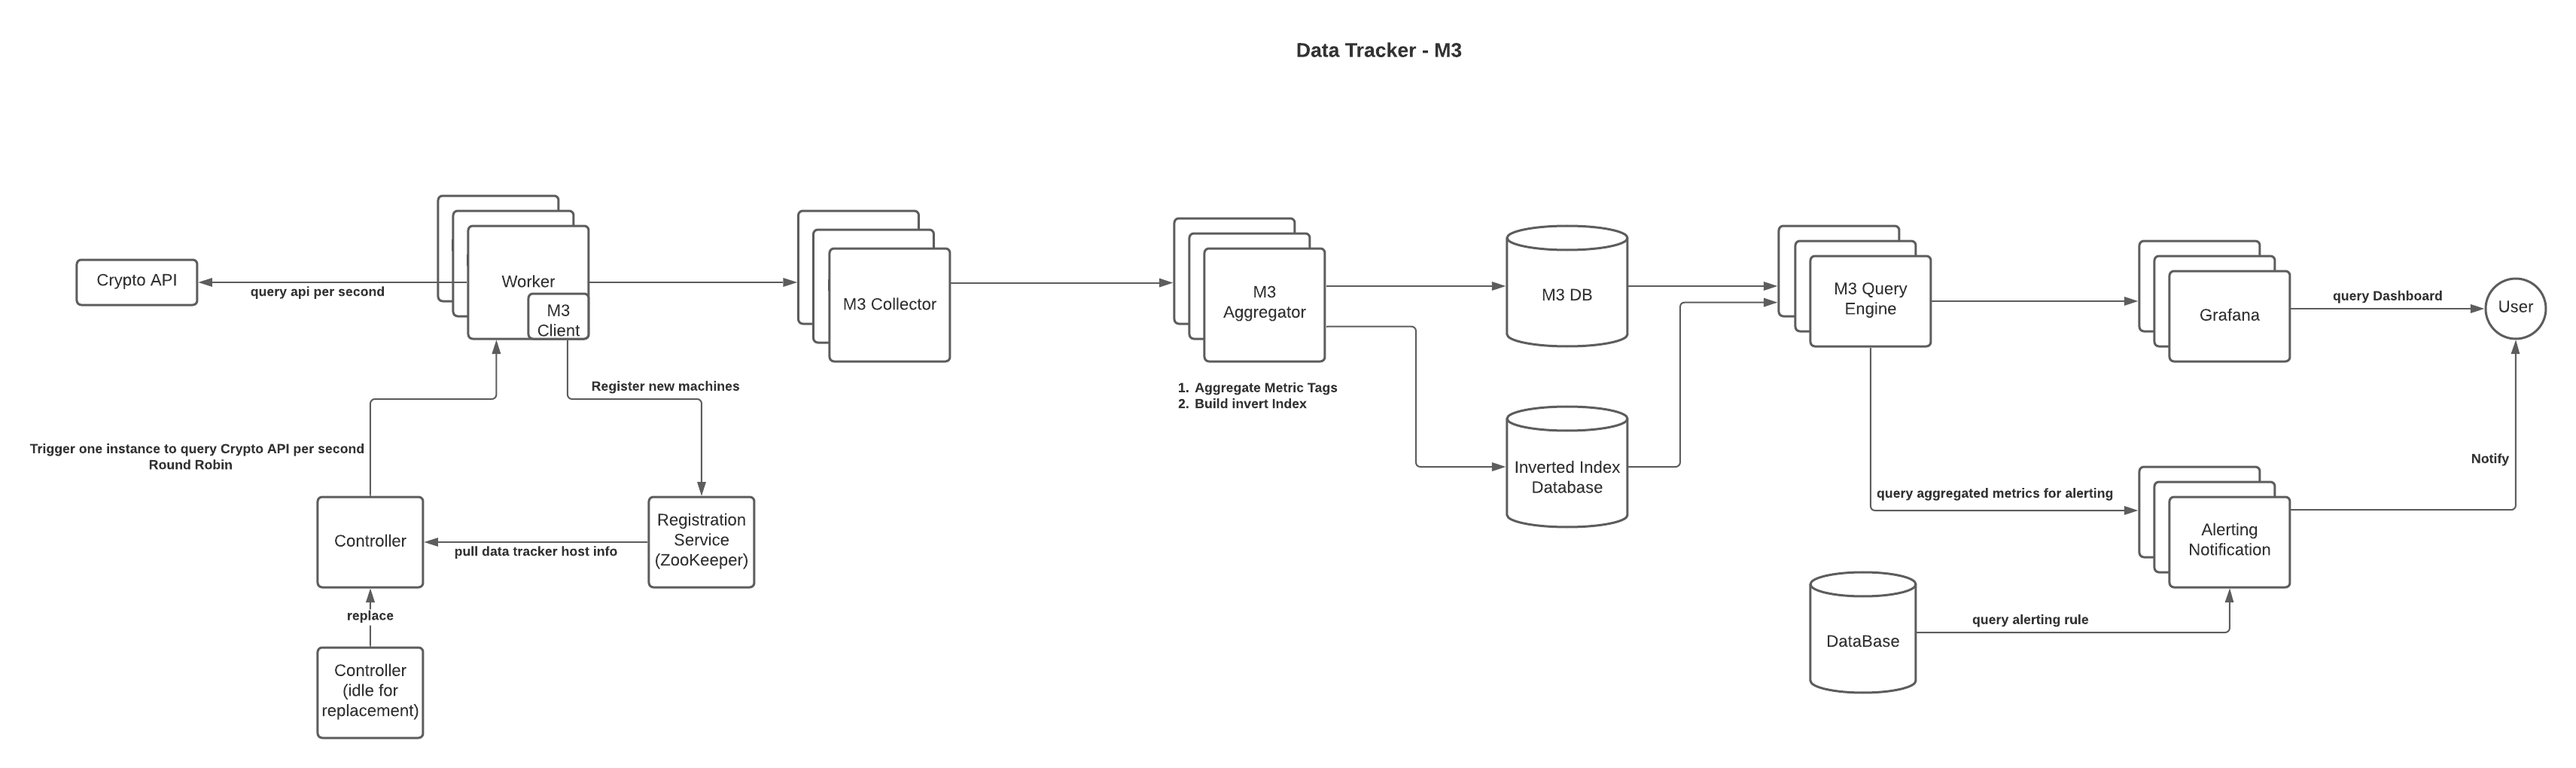 Data Tracker - M3
Crypto API
query api per second
Worker
M3
Client
M3 Collector
M3
Aggregator
1. Aggregate Metric Tags
2. Build invert Index
M3 DB
Inverted Index
Database
M3 Query
Engine
Grafana
query Dashboard
User
Register new machines
Trigger one instance to query Crypto API per second
Round Robin
Controller
pull data tracker host info
Registration
Service
(ZooKeeper)
replace
Controller
(idle for
replacement)
query aggregated metrics for alerting
Notify
Alerting
Notification
DataBase
query alerting rule